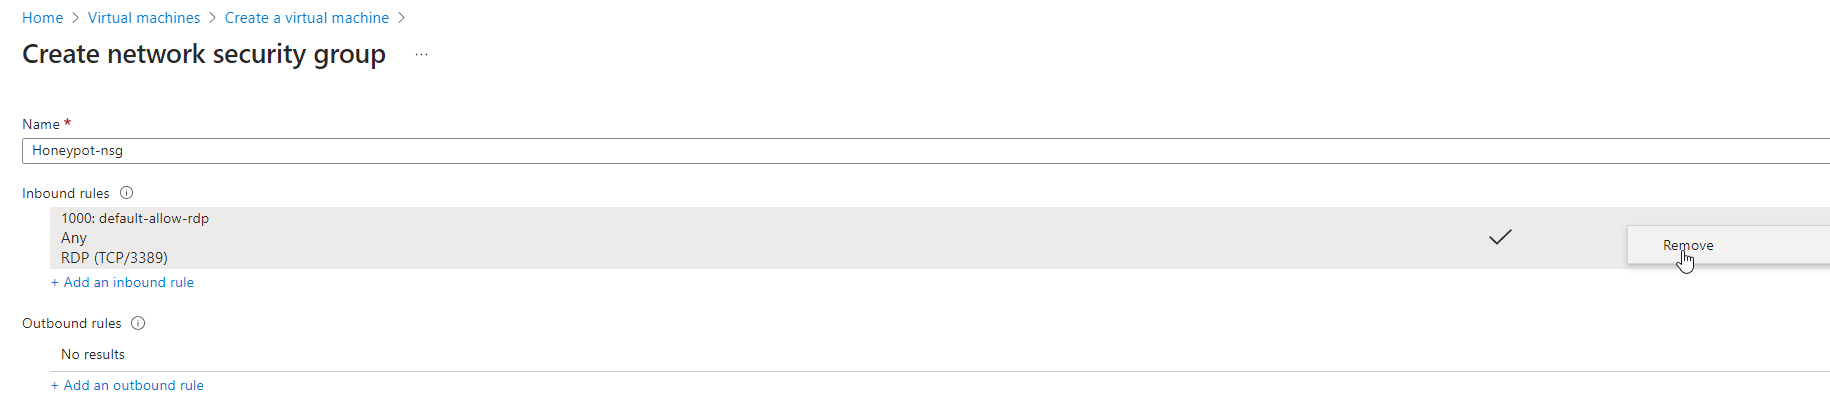 Home > Virtual machines > Create a virtual machine >
Create network security group ...
Name *
Honeypot-nsg
Inbound rules
1000: default-allow-rdp
Any
RDP (TCP/3389)
Remove
+ Add an inbound rule
Outbound rules
No results
+ Add an outbound rule